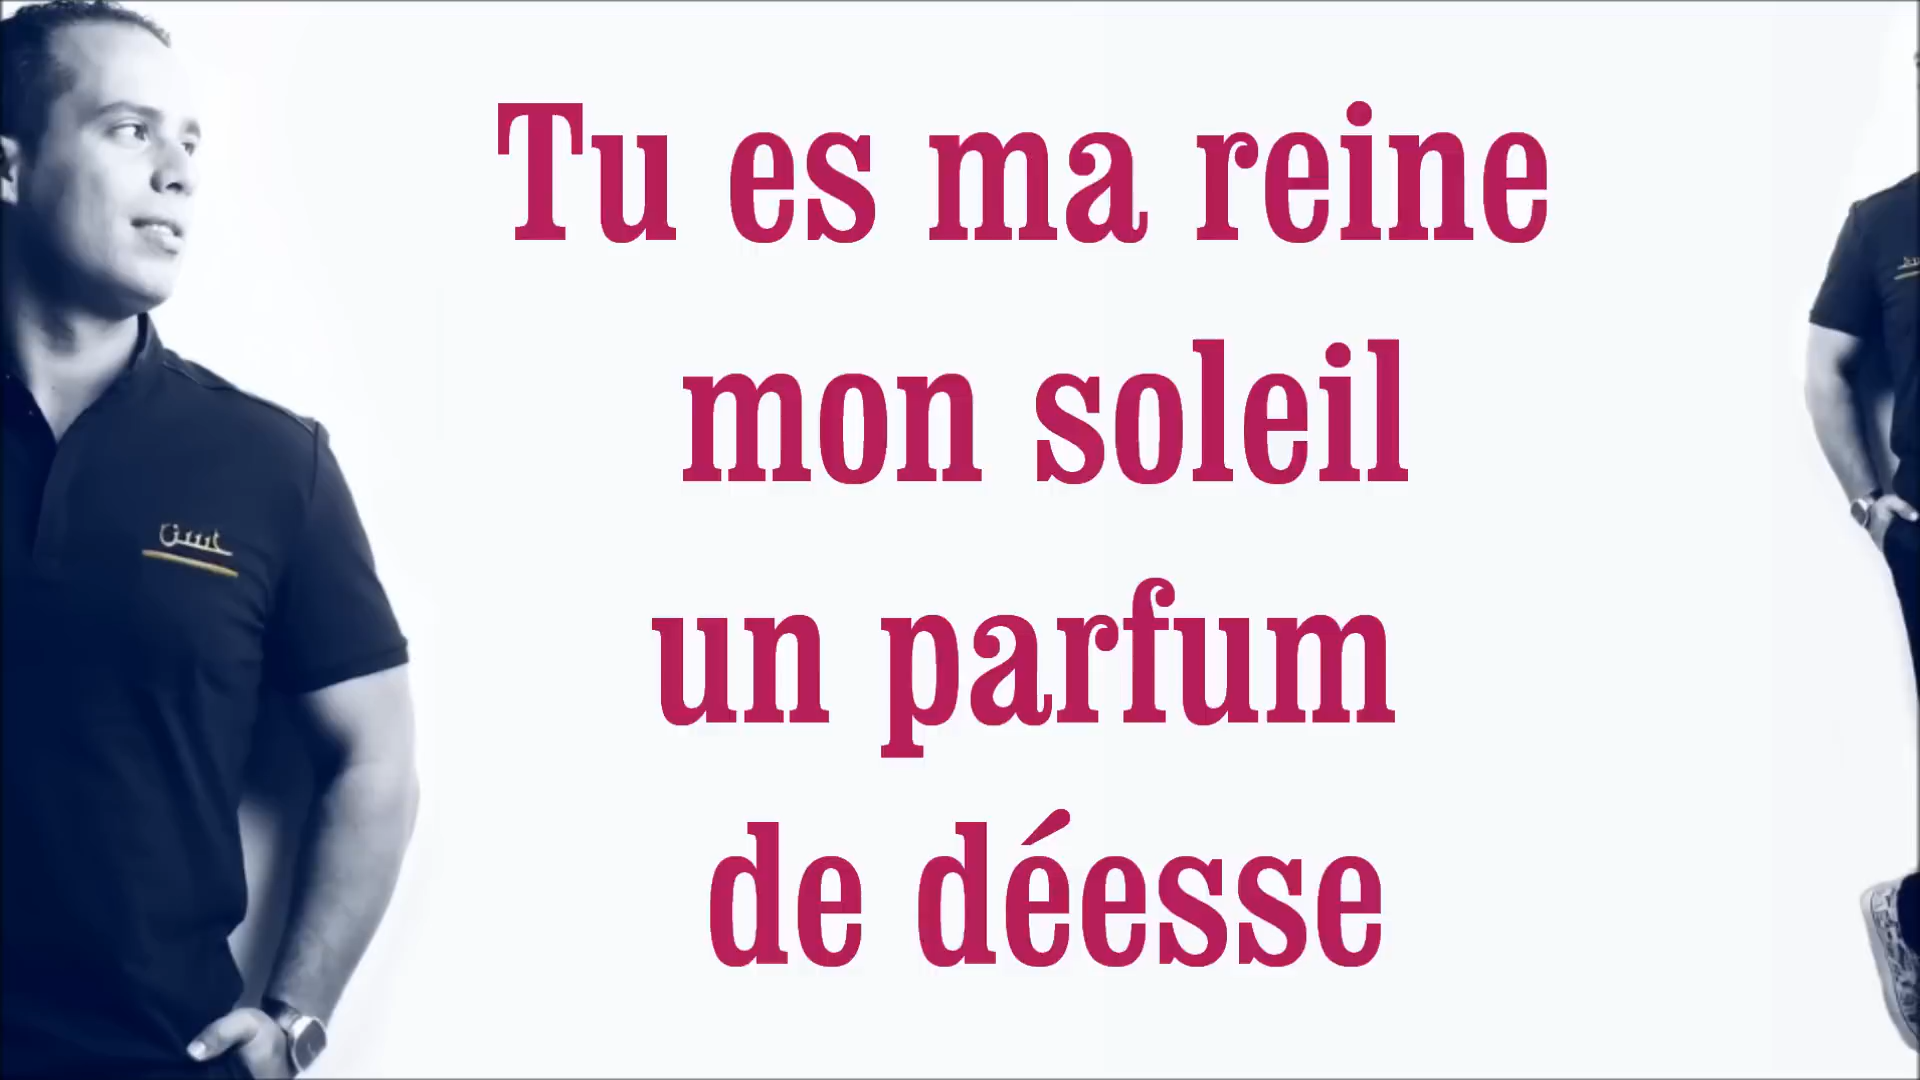 Tu es ma reine
mon soleil
un parfum
de déesse